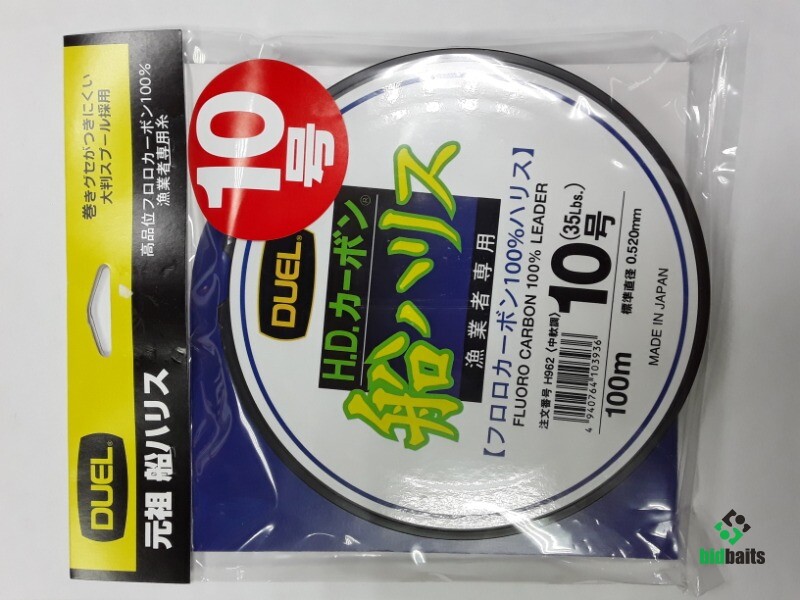 DUEL®
元祖 船ハリス
巻きグセがつきにくい
大判スプール採用
高品位フロロカーボン100%
漁業者専用糸
10号
DUEL®
H.D.カーボン®
船ハリス
漁業者専用
【フロロカーボン100%ハリス】
FLUORO CARBON 100% LEADER
10号 (35Lbs.)
注文番号 H962〈中軟鋼〉
4 940764 103936
100m
標準直径 0.520mm
MADE IN JAPAN
bidbaits